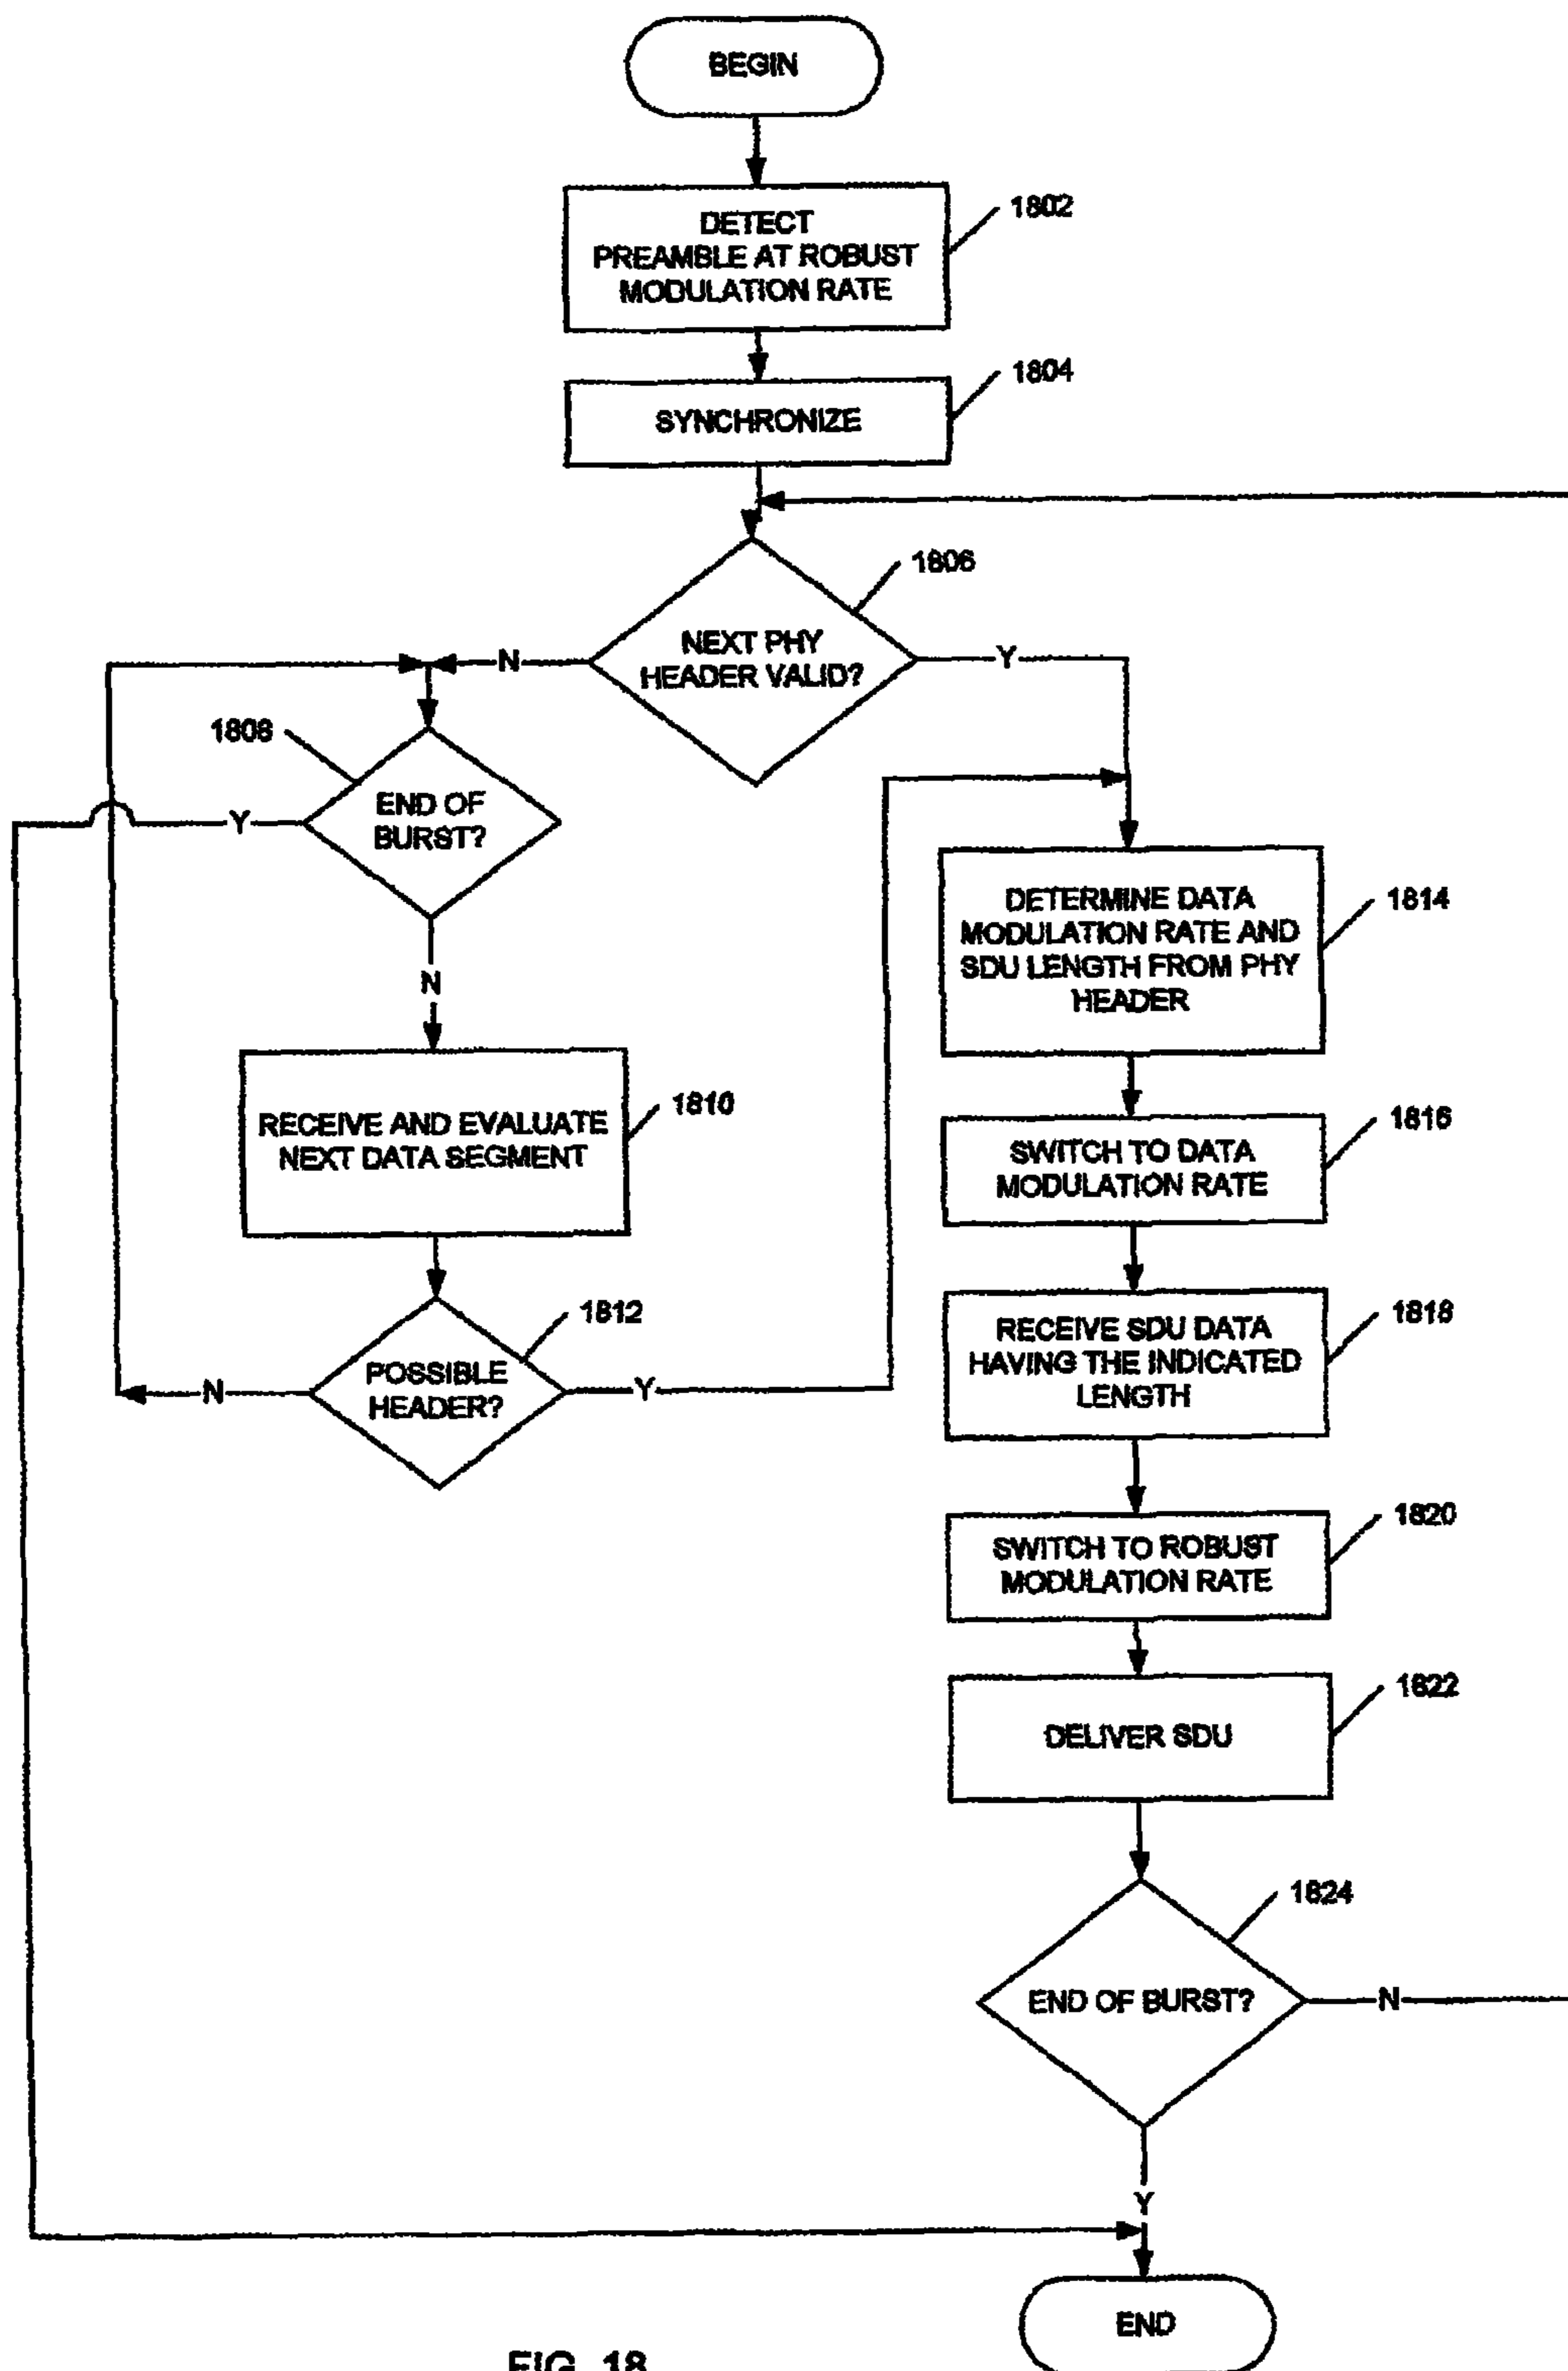 BEGIN
DETECT
PREAMBLE AT ROBUST
MODULATION RATE
1802
SYNCHRONIZE
1804
NEXT PHY
HEADER VALID?
1806
N
Y
END OF
BURST?
1808
Y
N
RECEIVE AND EVALUATE
NEXT DATA SEGMENT
1810
POSSIBLE
HEADER?
1812
N
Y
DETERMINE DATA
MODULATION RATE AND
SDU LENGTH FROM PHY
HEADER
1814
SWITCH TO DATA
MODULATION RATE
1816
RECEIVE SDU DATA
HAVING THE INDICATED
LENGTH
1818
SWITCH TO ROBUST
MODULATION RATE
1820
DELIVER SDU
1822
END OF BURST?
1824
N
Y
END
FIG. 18